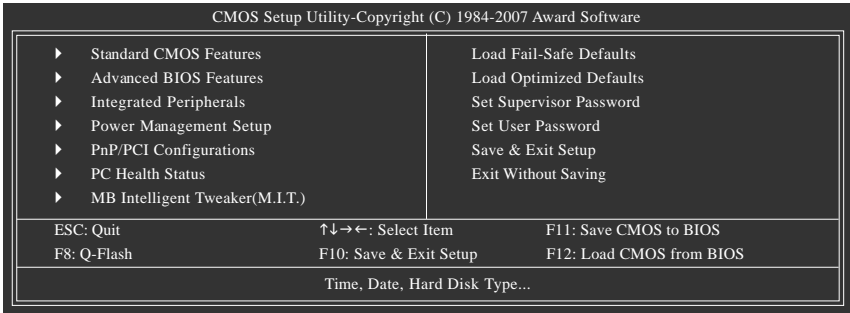 CMOS Setup Utility-Copyright (C) 1984-2007 Award Software
Standard CMOS Features
Advanced BIOS Features
Integrated Peripherals
Power Management Setup
PnP/PCI Configurations
PC Health Status
MB Intelligent Tweaker(M.I.T.)
Load Fail-Safe Defaults
Load Optimized Defaults
Set Supervisor Password
Set User Password
Save & Exit Setup
Exit Without Saving
ESC: Quit
↑↓→←: Select Item
F11: Save CMOS to BIOS
F8: Q-Flash
F10: Save & Exit Setup
F12: Load CMOS from BIOS
Time, Date, Hard Disk Type...